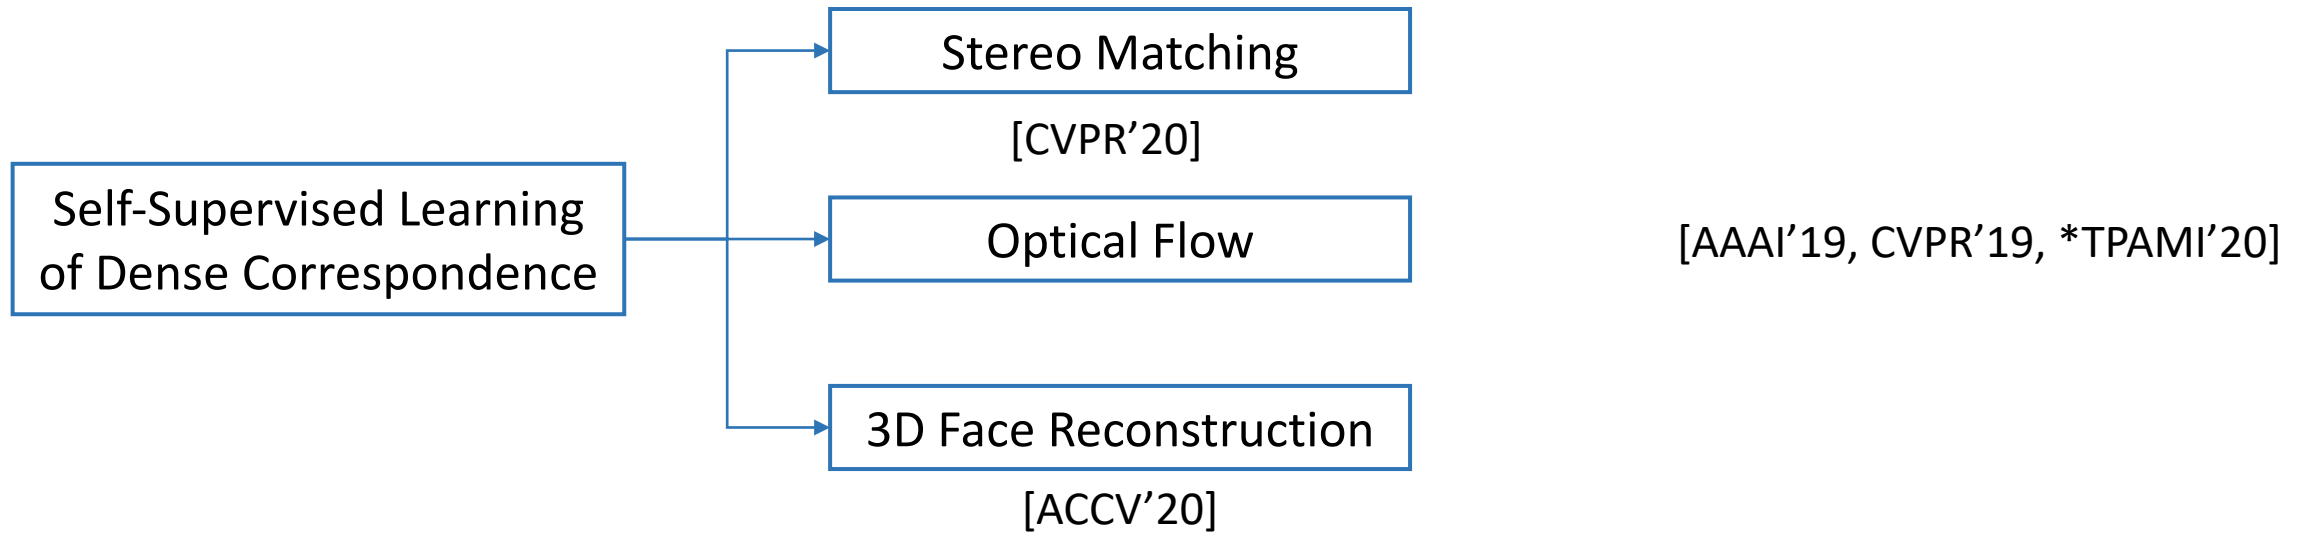 Stereo Matching
[CVPR’20]
Self-Supervised Learning
of Dense Correspondence
Optical Flow
[AAAI’19, CVPR’19, *TPAMI’20]
3D Face Reconstruction
[ACCV’20]